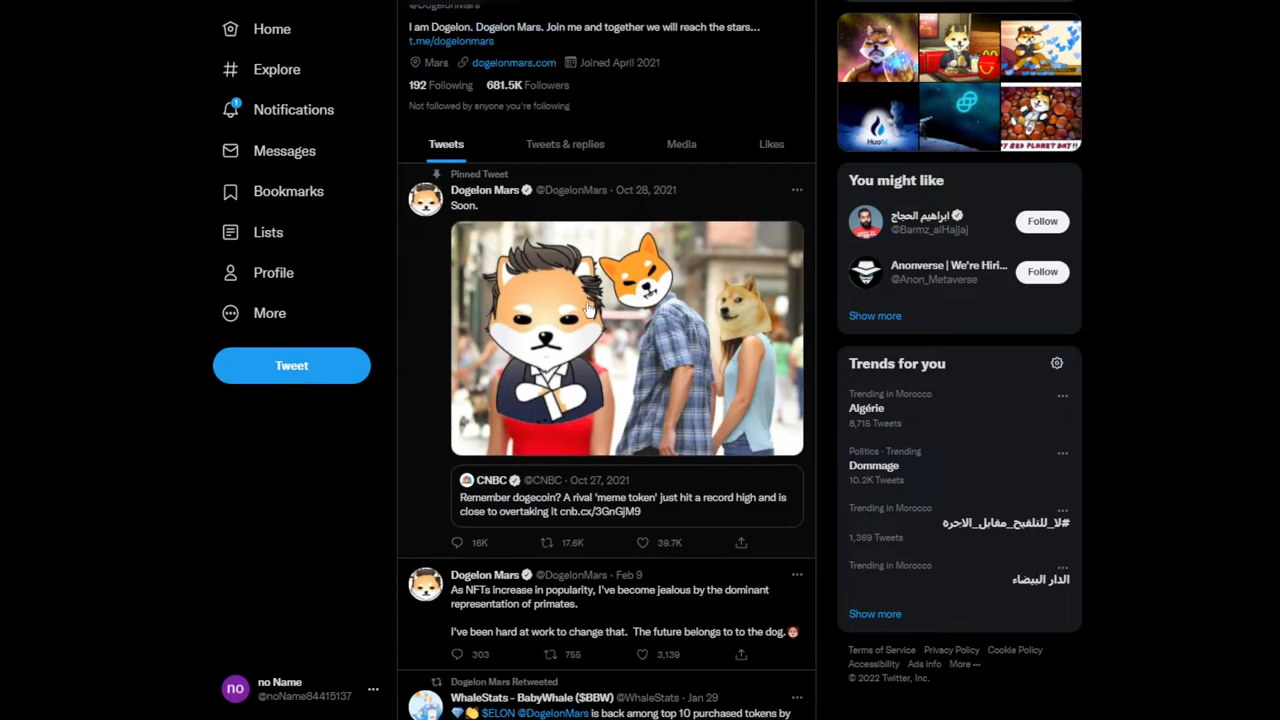 Home
Explore
1
Notifications
Messages
Bookmarks
Lists
Profile
More
Tweet
no
no Name
@noName84415137
@DogelonMars
I am Dogelon. Dogelon Mars. Join me and together we will reach the stars...
t.me/dogelonmars
Mars dogelonmars.com Joined April 2021
192 Following 681.5K Followers
Not followed by anyone you're following
Tweets Tweets & replies Media Likes
Pinned Tweet
Dogelon Mars @DogelonMars · Oct 28, 2021
Soon.
CNBC @CNBC · Oct 27, 2021
Remember dogecoin? A rival 'meme token' just hit a record high and is
close to overtaking it cnb.cx/3GnGjM9
16K 17.6K 39.7K
Dogelon Mars @DogelonMars · Feb 9
As NFTs increase in popularity, I've become jealous by the dominant
representation of primates.
I've been hard at work to change that. The future belongs to to the dog.
303 755 3,139
Dogelon Mars Retweeted
WhaleStats - BabyWhale ($BBW) @WhaleStats · Jan 29
💎👏 $ELON @DogelonMars is back among top 10 purchased tokens by
Huobi
RED PLANET DAY!!
You might like
ابراهيم الحجاج
@Barmz_alHajjaj
Follow
Anonverse | We're Hiri...
@Anon_Metaverse
Follow
Show more
Trends for you
Trending in Morocco
Algérie
8,715 Tweets
Politics · Trending
Dommage
10.2K Tweets
Trending in Morocco
#لا_للتلقيح_مقابل_الاجره
1,369 Tweets
Trending in Morocco
الدار البيضاء
Show more
Terms of Service Privacy Policy Cookie Policy
Accessibility Ads info More ···
© 2022 Twitter, Inc.